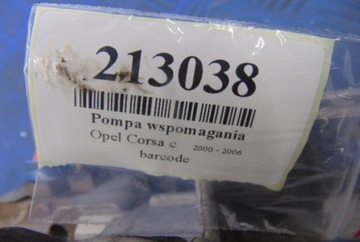 213038
Pompa wspomagania
Opel Corsa c 2000 - 2006
barcode